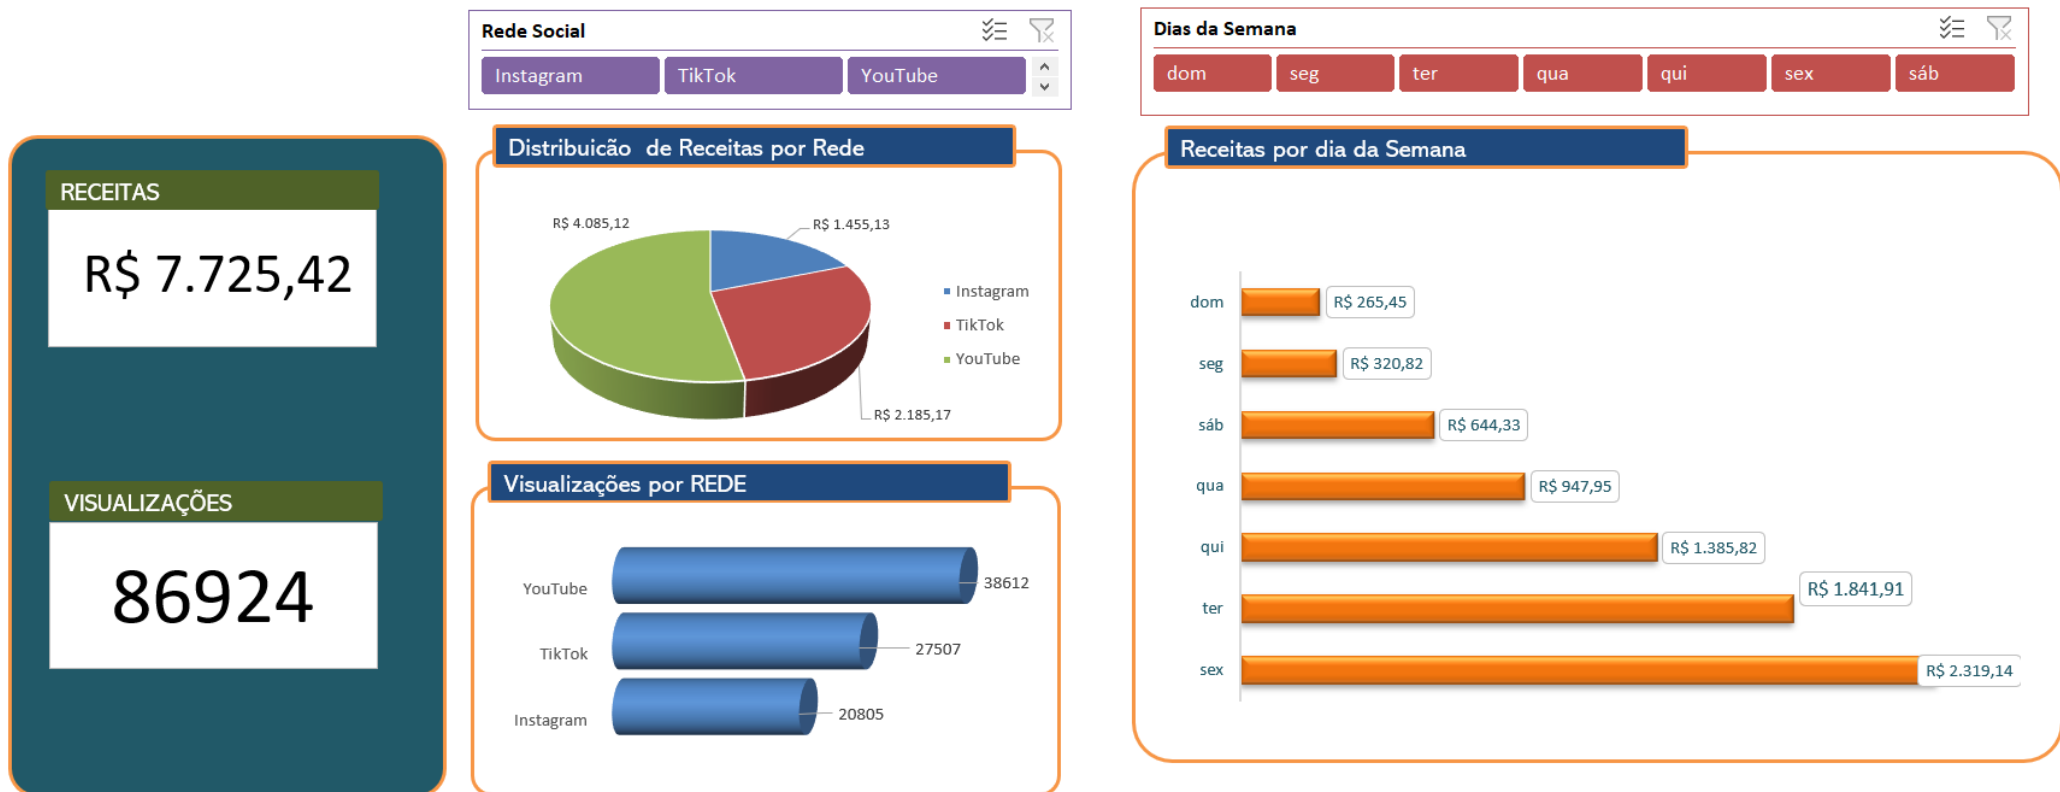 Rede Social
Instagram TikTok YouTube
Dias da Semana
dom seg ter qua qui sex sáb
RECEITAS
R$ 7.725,42
VISUALIZAÇÕES
86924
Distribuicão de Receitas por Rede
R$ 4.085,12
R$ 1.455,13
R$ 2.185,17
Instagram
TikTok
YouTube
Visualizações por REDE
YouTube 38612
TikTok 27507
Instagram 20805
Receitas por dia da Semana
dom R$ 265,45
seg R$ 320,82
sáb R$ 644,33
qua R$ 947,95
qui R$ 1.385,82
ter R$ 1.841,91
sex R$ 2.319,14